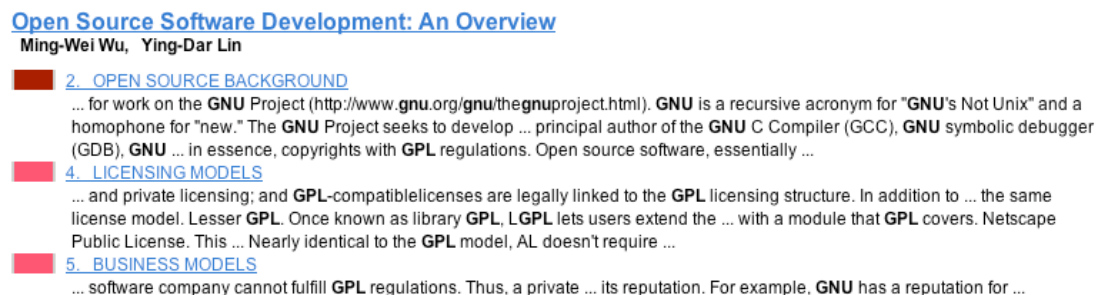 Open Source Software Development: An Overview
Ming-Wei Wu, Ying-Dar Lin
2. OPEN SOURCE BACKGROUND
... for work on the GNU Project (http://www.gnu.org/gnu/thegnuproject.html). GNU is a recursive acronym for "GNU's Not Unix" and a
homophone for "new." The GNU Project seeks to develop ... principal author of the GNU C Compiler (GCC), GNU symbolic debugger
(GDB), GNU ... in essence, copyrights with GPL regulations. Open source software, essentially ...
4. LICENSING MODELS
... and private licensing; and GPL-compatiblelicenses are legally linked to the GPL licensing structure. In addition to ... the same
license model. Lesser GPL. Once known as library GPL, LGPL lets users extend the ... with a module that GPL covers. Netscape
Public License. This ... Nearly identical to the GPL model, AL doesn't require ...
5. BUSINESS MODELS
... software company cannot fulfill GPL regulations. Thus, a private ... its reputation. For example, GNU has a reputation for ...